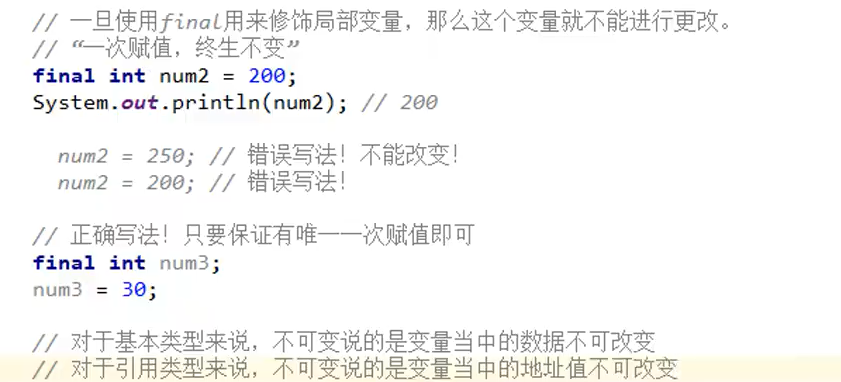 // 一旦使用final用来修饰局部变量，那么这个变量就不能进行更改。
// “一次赋值，终生不变”
final int num2 = 200;
System.out.println(num2); // 200
num2 = 250; // 错误写法！不能改变！
num2 = 200; // 错误写法！
// 正确写法！只要保证有唯一一次赋值即可
final int num3;
num3 = 30;
// 对于基本类型来说，不可变说的是变量当中的数据不可改变
// 对于引用类型来说，不可变说的是变量当中的地址值不可改变